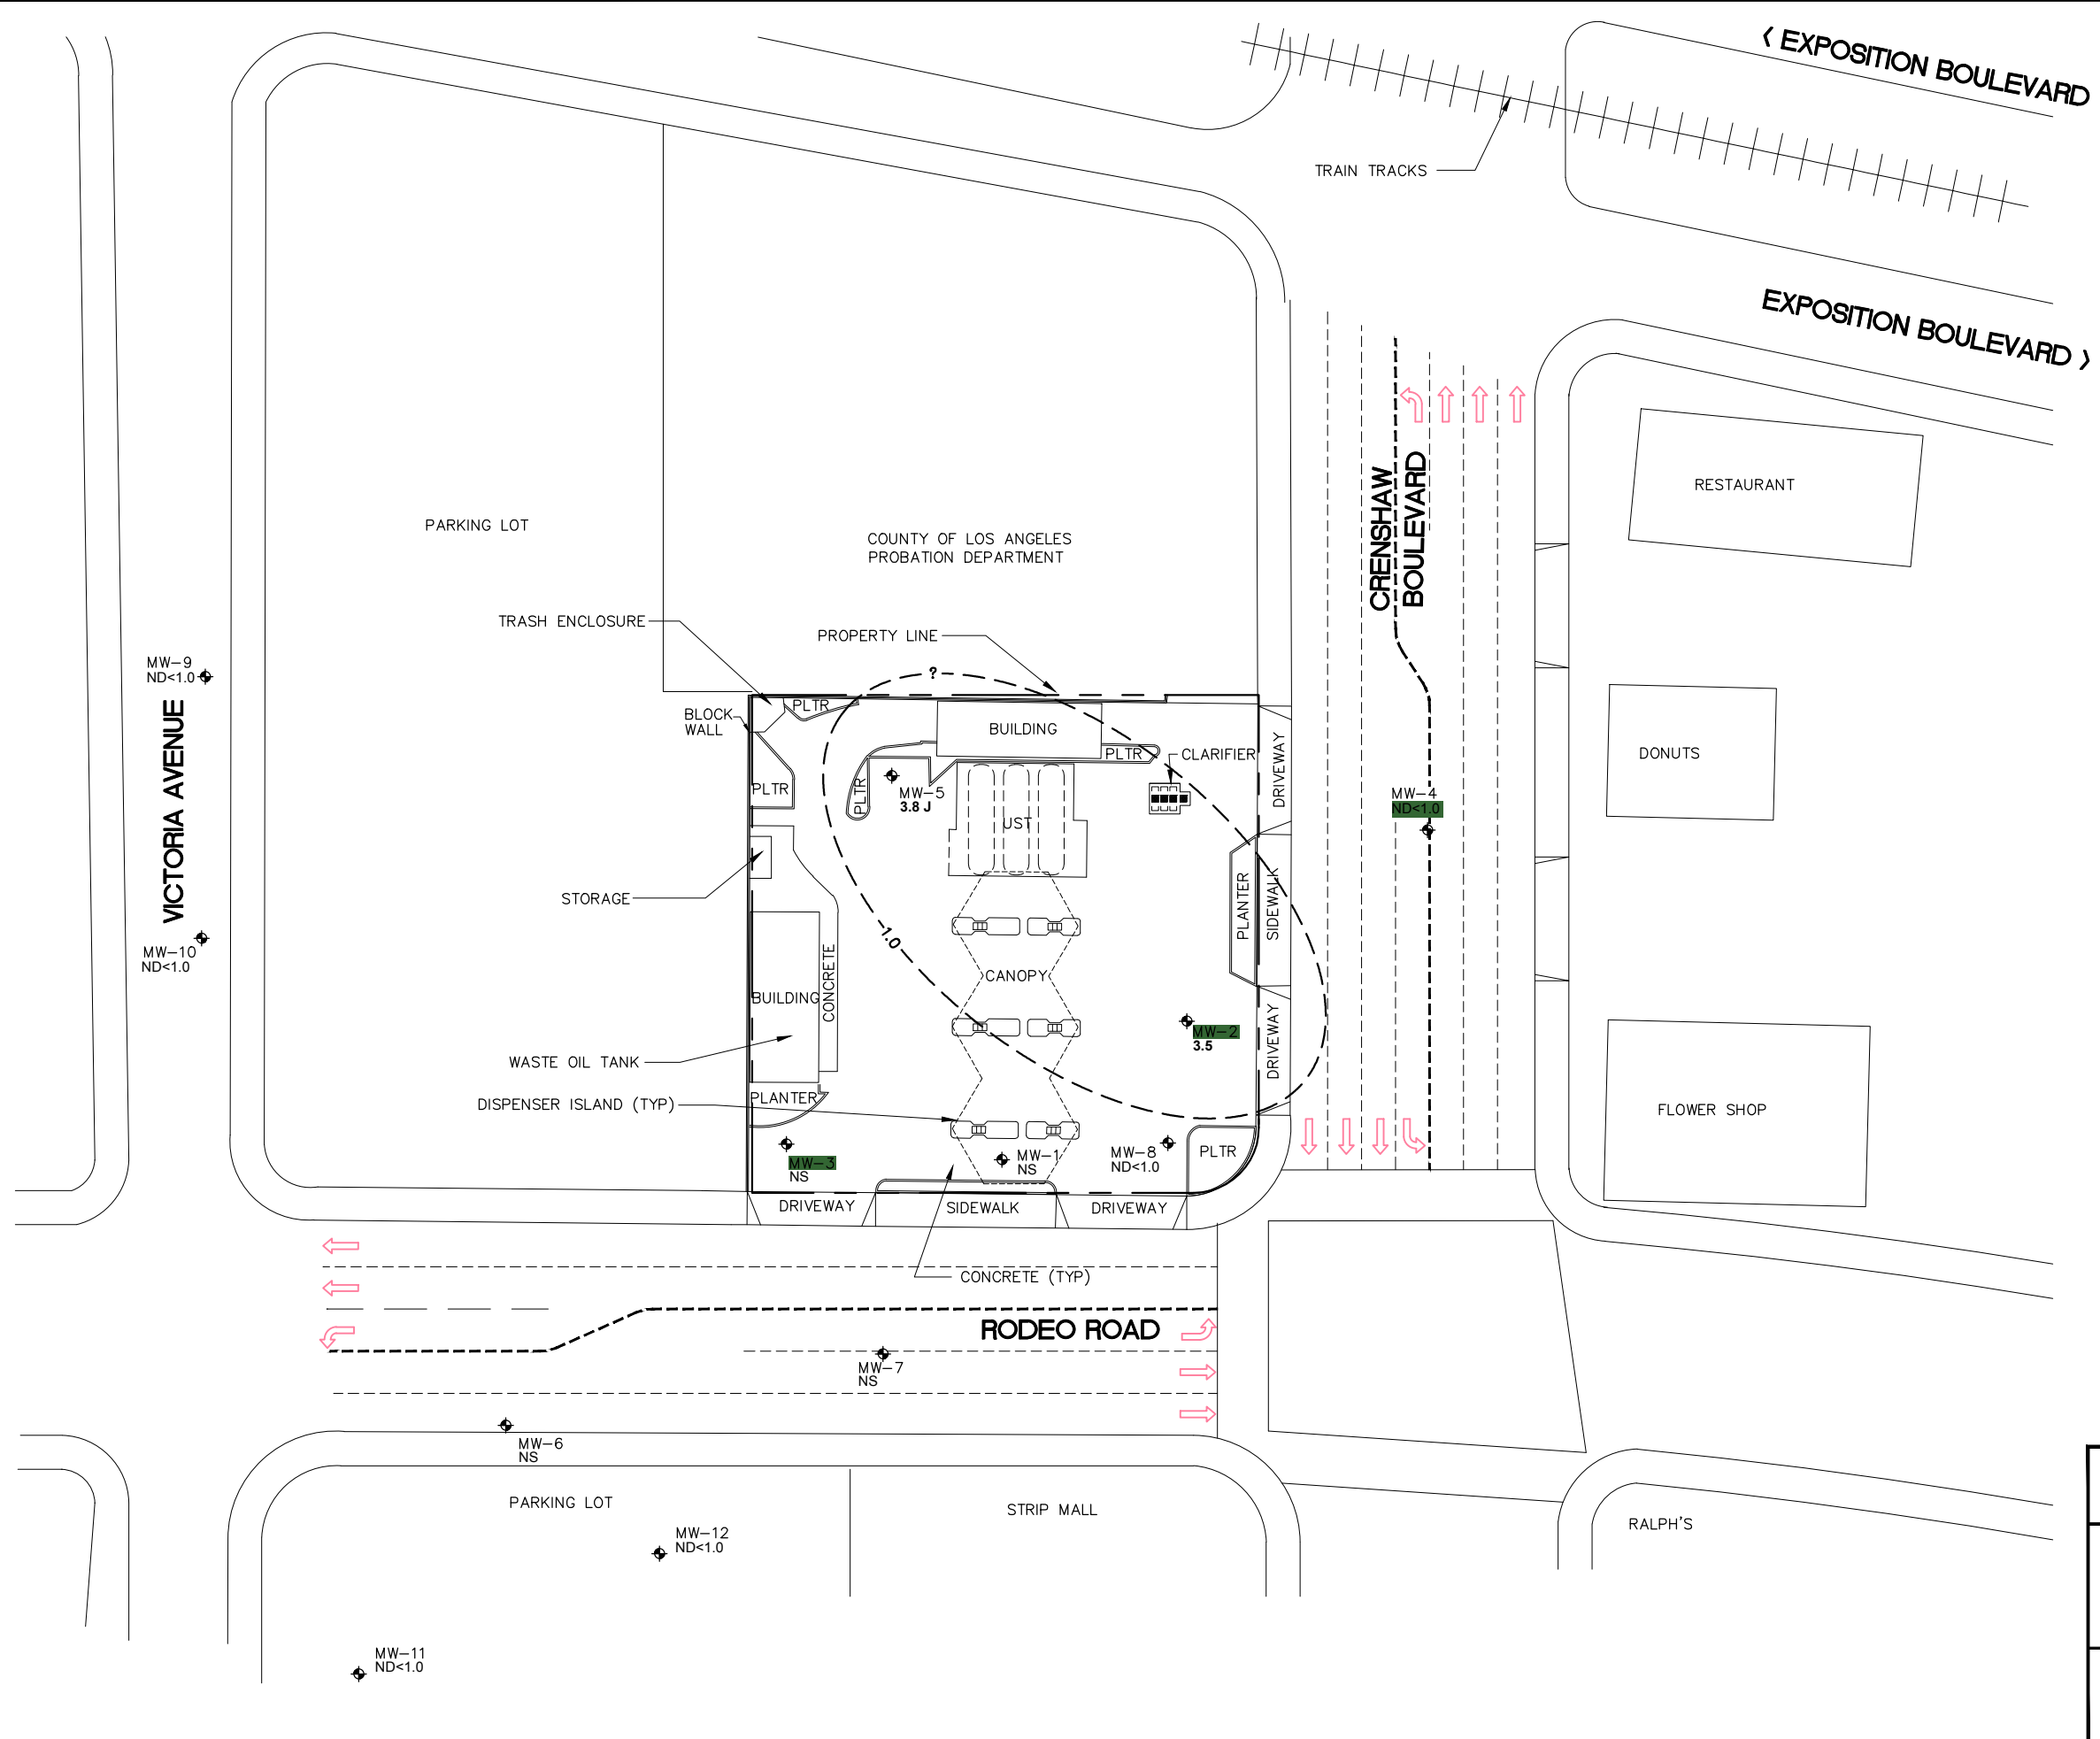 < EXPOSITION BOULEVARD
TRAIN TRACKS
EXPOSITION BOULEVARD >
CRENSHAW
BOULEVARD
RESTAURANT
PARKING LOT
COUNTY OF LOS ANGELES
PROBATION DEPARTMENT
TRASH ENCLOSURE
PROPERTY LINE
MW-9
ND<1.0
VICTORIA AVENUE
?
PLTR
BLOCK
WALL
BUILDING
PLTR
CLARIFIER
DRIVEWAY
DONUTS
PLTR
PLTR
MW-5
3.8 J
UST
MW-4
ND<1.0
STORAGE
PLANTER
SIDEWALK
1.0
MW-10
ND<1.0
CONCRETE
CANOPY
BUILDING
MW-2
3.5
DRIVEWAY
WASTE OIL TANK
PLANTER
DISPENSER ISLAND (TYP)
FLOWER SHOP
MW-3
NS
MW-1
NS
MW-8
ND<1.0
PLTR
DRIVEWAY
SIDEWALK
DRIVEWAY
CONCRETE (TYP)
RODEO ROAD
MW-7
NS
MW-6
NS
PARKING LOT
STRIP MALL
RALPH'S
MW-12
ND<1.0
MW-11
ND<1.0